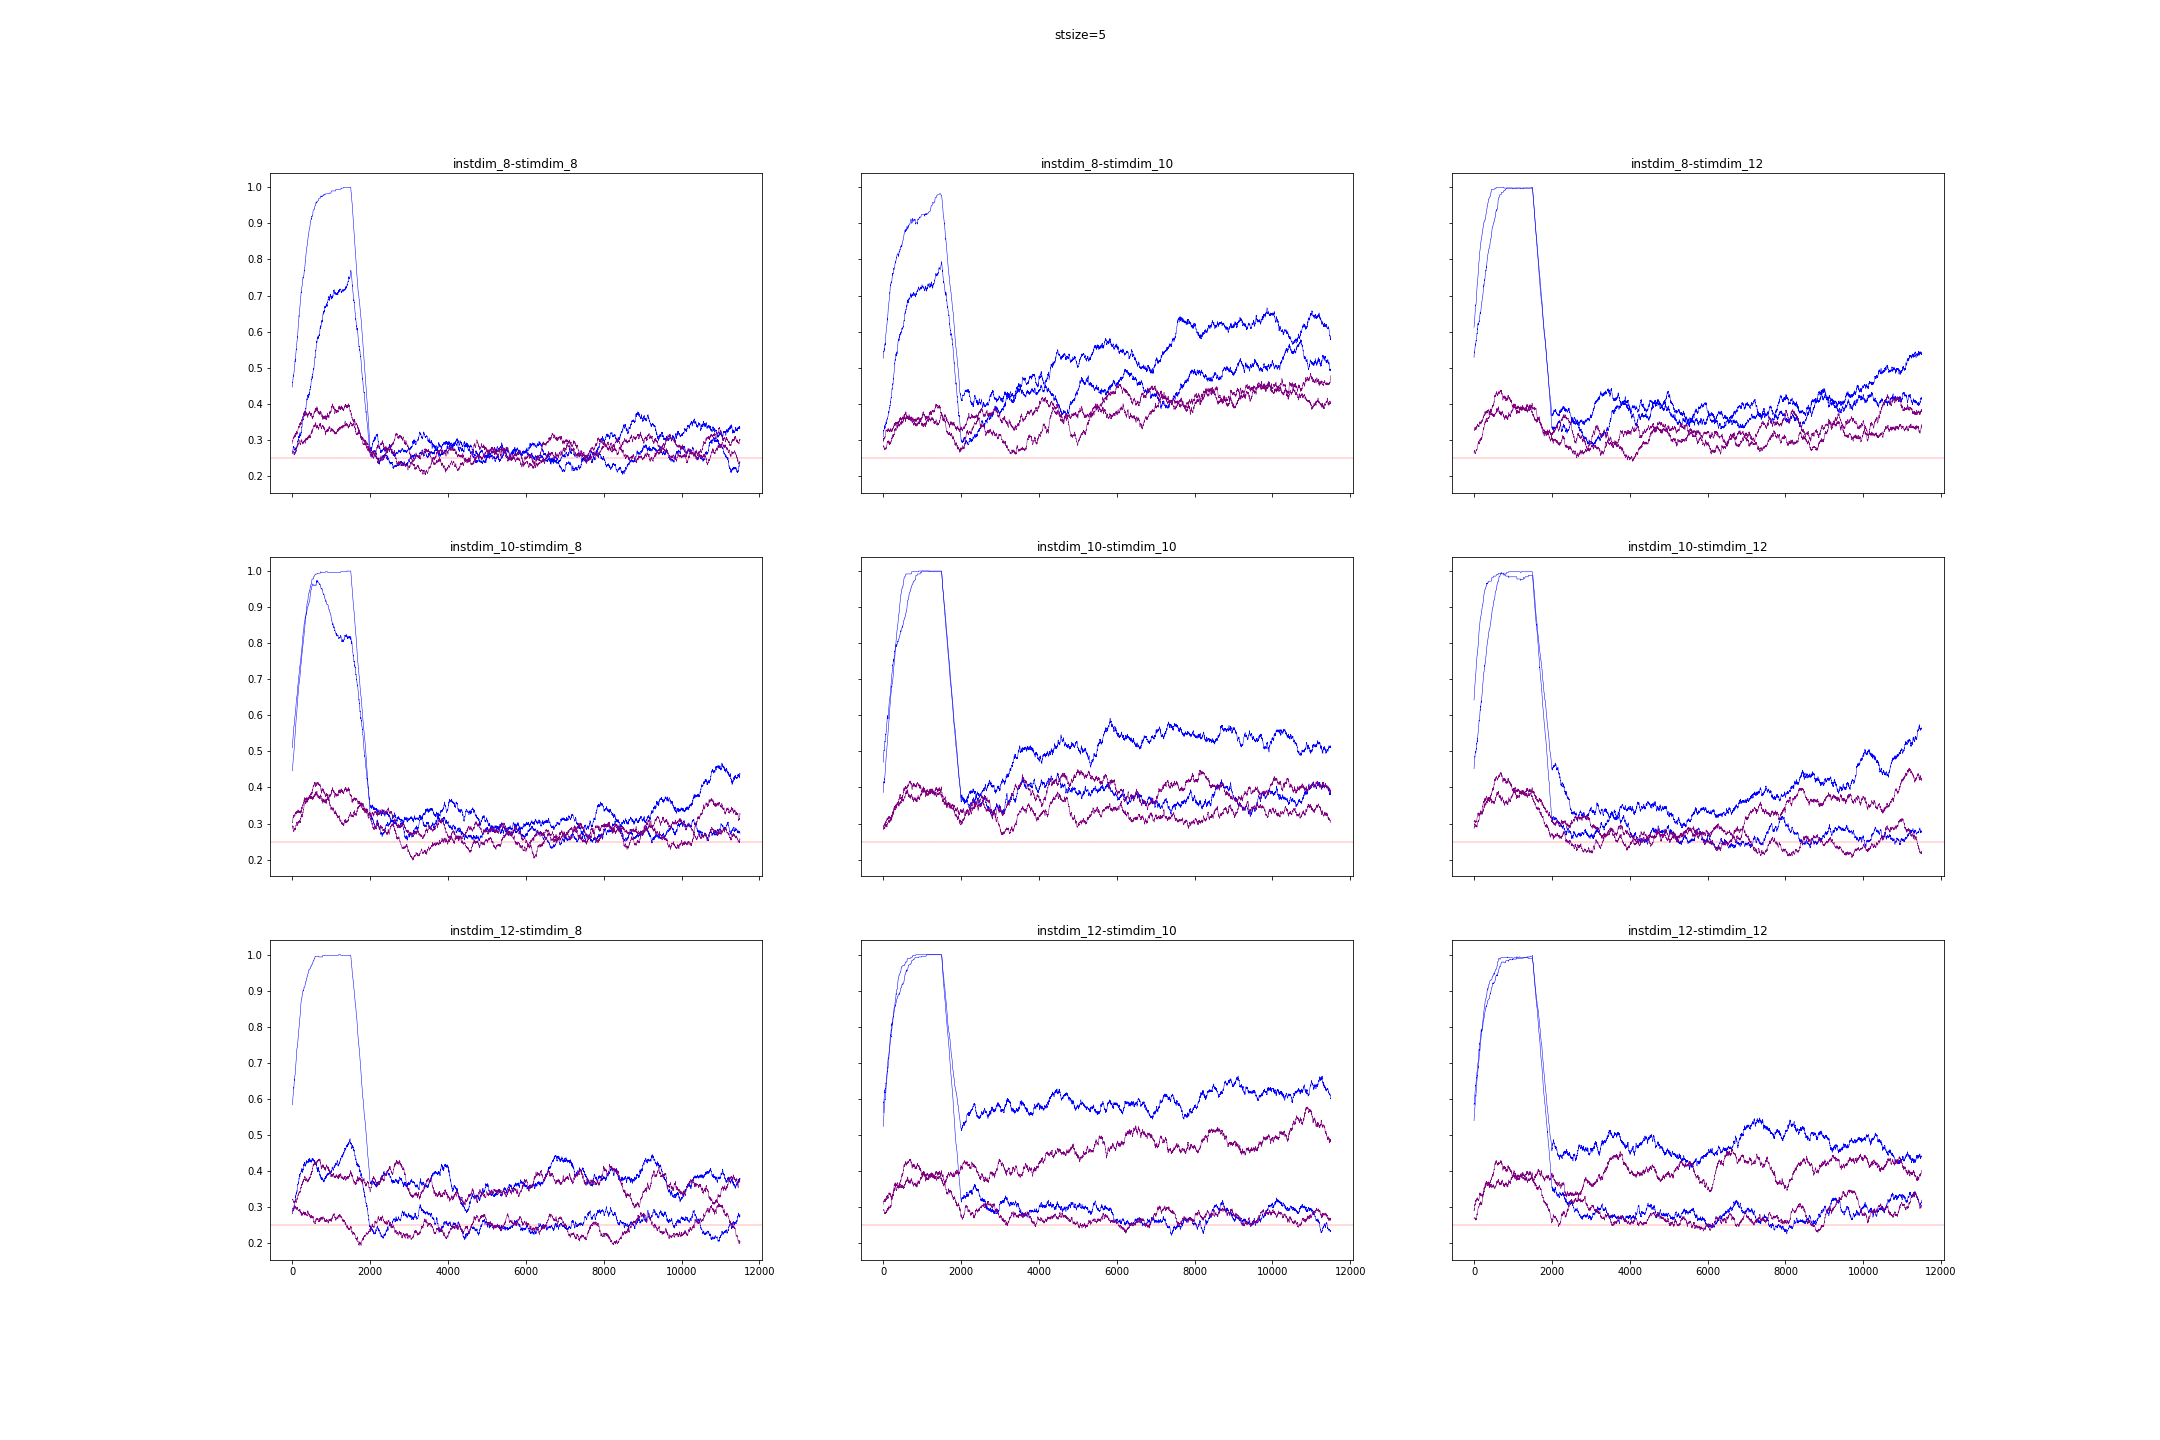 stsize=5
instdim_8-stimdim_8
instdim_8-stimdim_10
instdim_8-stimdim_12
1.0
0.9
0.8
0.7
0.6
0.5
0.4
0.3
0.2
instdim_10-stimdim_8
instdim_10-stimdim_10
instdim_10-stimdim_12
1.0
0.9
0.8
0.7
0.6
0.5
0.4
0.3
0.2
instdim_12-stimdim_8
instdim_12-stimdim_10
instdim_12-stimdim_12
1.0
0.9
0.8
0.7
0.6
0.5
0.4
0.3
0.2
0 2000 4000 6000 8000 10000 12000
0 2000 4000 6000 8000 10000 12000
0 2000 4000 6000 8000 10000 12000